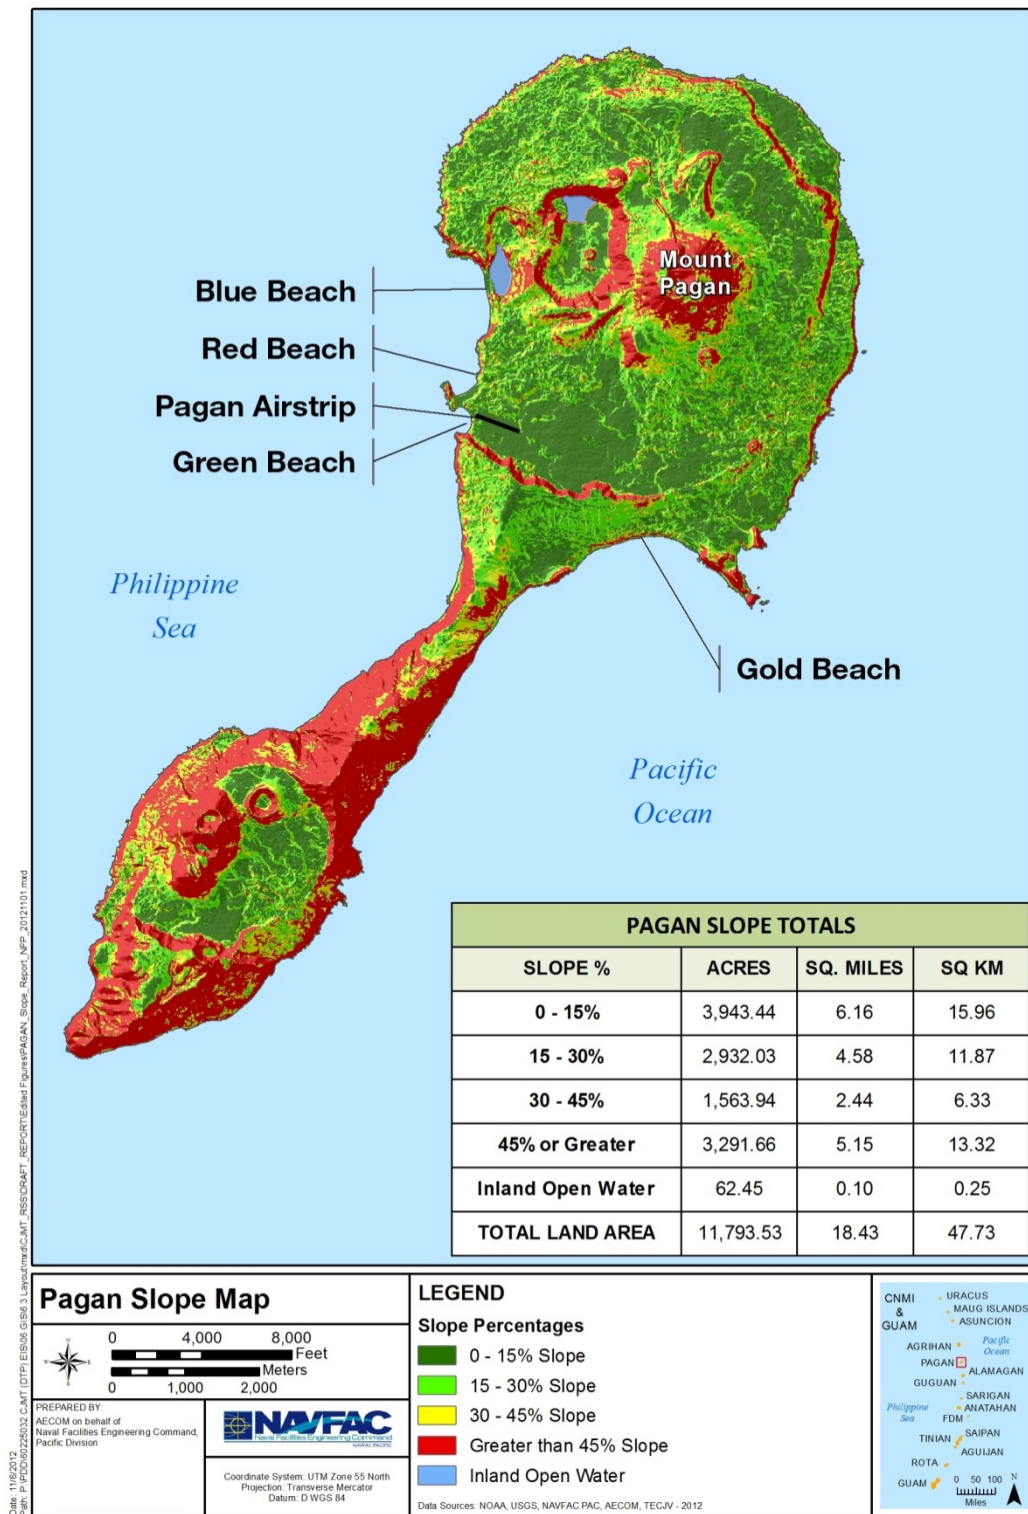 Mount
Pagan
Blue Beach
Red Beach
Pagan Airstrip
Green Beach
Philippine
Sea
Gold Beach
Pacific
Ocean
PAGAN SLOPE TOTALS
SLOPE % ACRES SQ. MILES SQ KM
0 - 15% 3,943.44 6.16 15.96
15 - 30% 2,932.03 4.58 11.87
30 - 45% 1,563.94 2.44 6.33
45% or Greater 3,291.66 5.15 13.32
Inland Open Water 62.45 0.10 0.25
TOTAL LAND AREA 11,793.53 18.43 47.73
Pagan Slope Map
N
W E
S
0 4,000 8,000
Feet
Meters
0 1,000 2,000
PREPARED BY:
AECOM on behalf of
Naval Facilities Engineering Command,
Pacific Division
NAVFAC
Naval Facilities Engineering Command
NAVFAC PACIFIC
Coordinate System: UTM Zone 55 North
Projection: Transverse Mercator
Datum: D WGS 84
LEGEND
Slope Percentages
0 - 15% Slope
15 - 30% Slope
30 - 45% Slope
Greater than 45% Slope
Inland Open Water
Data Sources: NOAA, USGS, NAVFAC PAC, AECOM, TECJV - 2012
CNMI
&
GUAM
URACUS
MAUG ISLANDS
ASUNCION
AGRIHAN
Pacific
Ocean
PAGAN
ALAMAGAN
GUGUAN
SARIGAN
Philippine
Sea
ANATAHAN
FDM
SAIPAN
TINIAN
AGUIJAN
ROTA
GUAM
0 50 100
Miles
N
Date: 11/6/2012